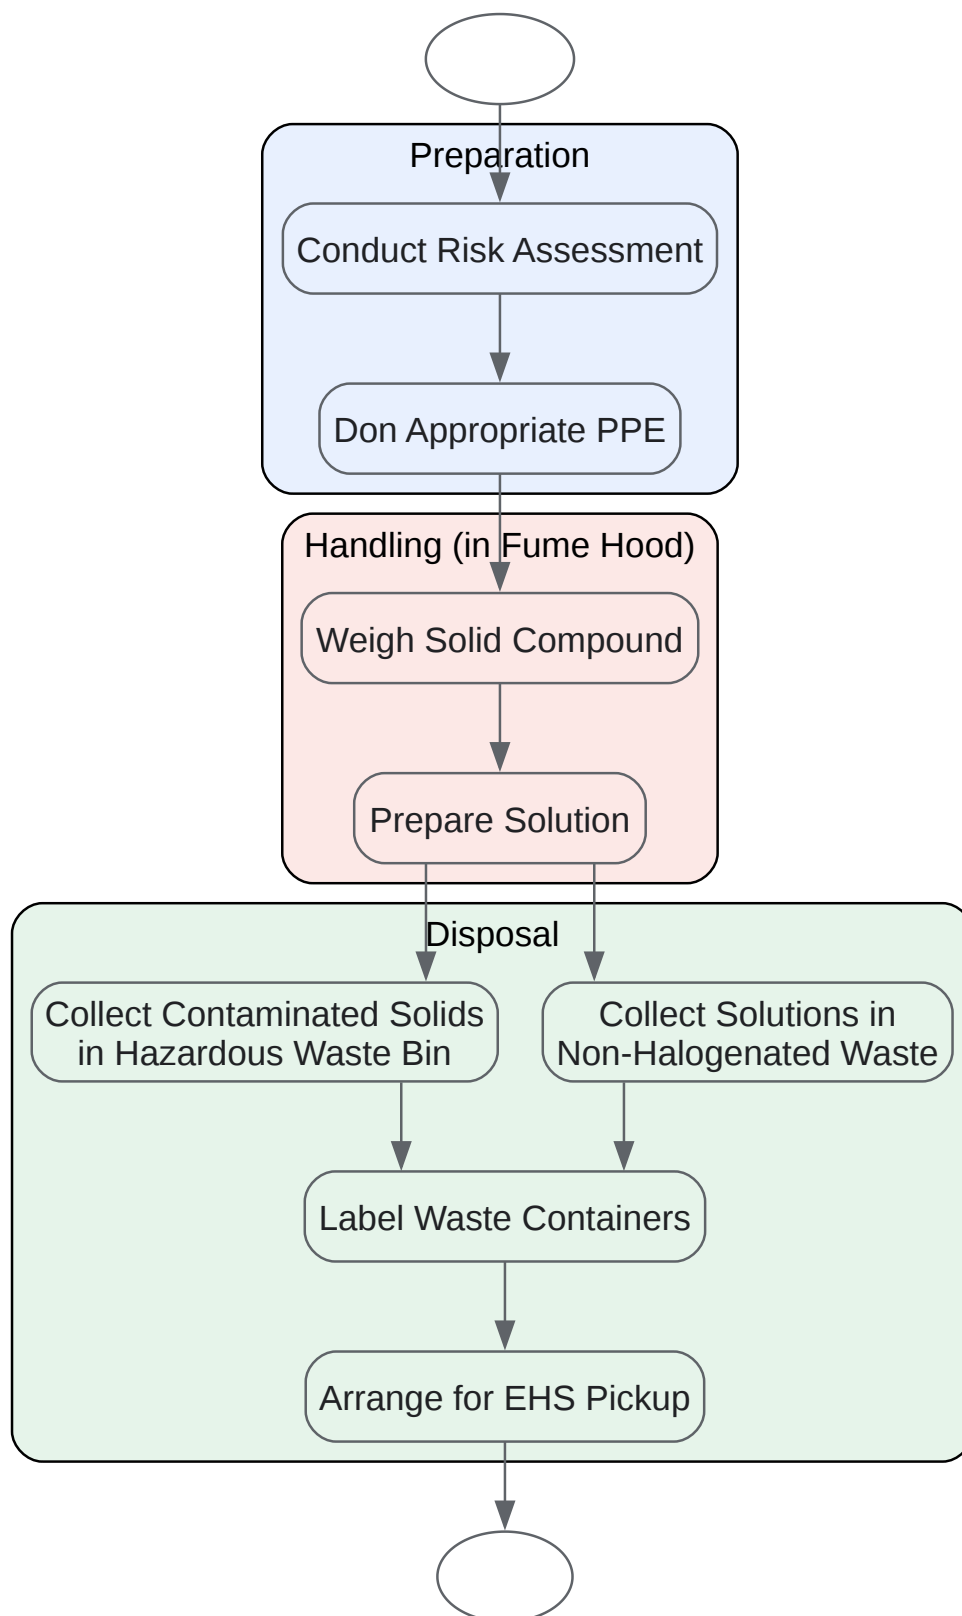 Preparation
Conduct Risk Assessment
Don Appropriate PPE
Handling (in Fume Hood)
Weigh Solid Compound
Prepare Solution
Disposal
Collect Contaminated Solids
in Hazardous Waste Bin
Collect Solutions in
Non-Halogenated Waste
Label Waste Containers
Arrange for EHS Pickup